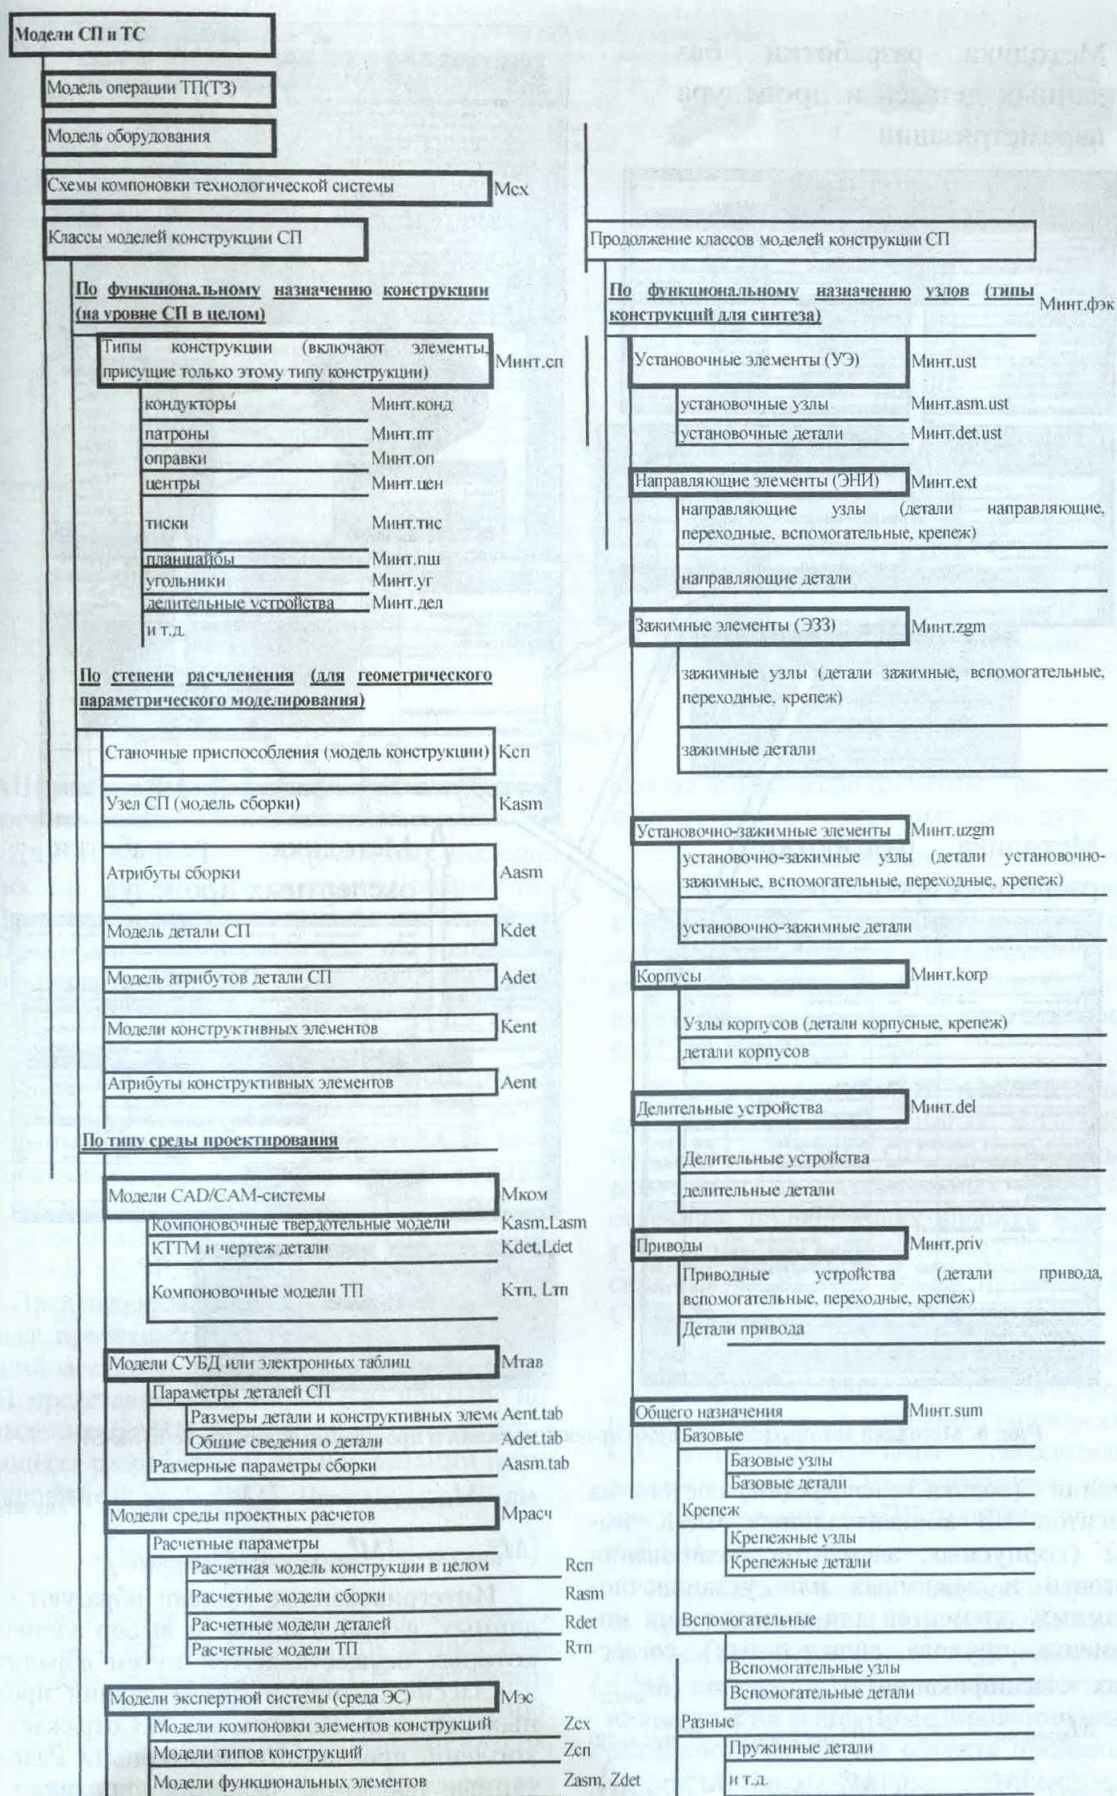 Модели СП и ТС
Модель операции ТП(ТЗ)
Модель оборудования
Схемы компоновки технологической системы Мсх
Классы моделей конструкции СП
По функциональному назначению конструкции
(на уровне СП в целом)
Типы конструкции (включают элементы,
присущие только этому типу конструкции) Минт.сп
кондукторы Минт.конд
патроны Минт.пт
оправки Минт.оп
центры Минт.цен
тиски Минт.тис
планшайбы Минт.пш
угольники Минт.уг
делительные устройства Минт.дел
и т.д.
По степени расчленения (для геометрического
параметрического моделирования)
Станочные приспособления (модель конструкции) Ксп
Узел СП (модель сборки) Kasm
Атрибуты сборки Aasm
Модель детали СП Kdet
Модель атрибутов детали СП Adet
Модели конструктивных элементов Kent
Атрибуты конструктивных элементов Aent
По типу среды проектирования
Модели CAD/CAM-системы Мком
Компоновочные твердотельные модели Kasm,Lasm
КТТМ и чертеж детали Kdet,Ldet
Компоновочные модели ТП Ктп, Lтп
Модели СУБД или электронных таблиц Мтав
Параметры деталей СП
Размеры детали и конструктивных элемє Aent.tab
Общие сведения о детали Adet.tab
Размерные параметры сборки Aasm.tab
Модели среды проектных расчетов Мрасч
Расчетные параметры
Расчетная модель конструкции в целом Rсп
Расчетные модели сборки Rasm
Расчетные модели деталей Rdet
Расчетные модели ТП Rтп
Модели экспертной системы (среда ЭС) Мэс
Модели компоновки элементов конструкций Zсх
Модели типов конструкций Zсп
Модели функциональных элементов Zasm, Zdet
Продолжение классов моделей конструкции СП
По функциональному назначению узлов (типы
конструкций для синтеза) Минт.фэк
Установочные элементы (УЭ) Минт.ust
установочные узлы Минт.asm.ust
установочные детали Минт.det.ust
Направляющие элементы (ЭНИ) Минт.ext
направляющие узлы (детали направляющие,
переходные, вспомогательные, крепеж)
направляющие детали
Зажимные элементы (ЭЗЗ) Минт.zgm
зажимные узлы (детали зажимные, вспомогательные,
переходные, крепеж)
зажимные детали
Установочно-зажимные элементы Минт.uzgm
установочно-зажимные узлы (детали установочно-
зажимные, вспомогательные, переходные, крепеж)
установочно-зажимные детали
Корпусы Минт.korp
Узлы корпусов (детали корпусные, крепеж)
детали корпусов
Делительные устройства Минт.del
Делительные устройства
делительные детали
Приводы Минт.priv
Приводные устройства (детали привода,
вспомогательные, переходные, крепеж)
Детали привода
Общего назначения Минт.sum
Базовые
Базовые узлы
Базовые детали
Крепеж
Крепежные узлы
Крепежные детали
Вспомогательные
Вспомогательные узлы
Вспомогательные детали
Разные
Пружинные детали
и т.д.